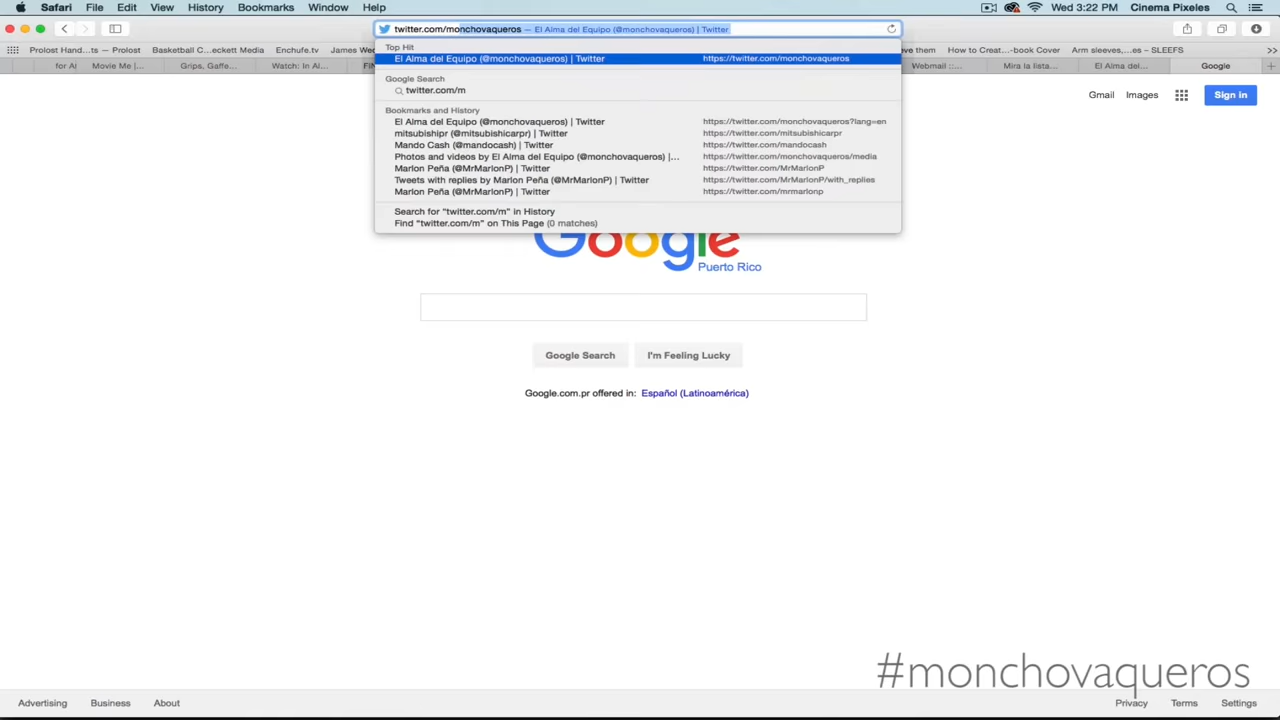 Safari File Edit View History Bookmarks Window Help Wed 3:22 PM Cinema Pixeles
twitter.com/monchovaqueros — El Alma del Equipo (@monchovaqueros) | Twitter
Prolost Hand...ts — Prolost Basketball C...eckett Media Enchufe.tv James Wed ve them How to Creat...-book Cover Arm sleeves,...es – SLEEFS
for Al Movie Me |... Grips, Gaffe... Watch: In Al... Webmail ::... Mira la lista... El Alma del... Google
Top Hit
El Alma del Equipo (@monchovaqueros) | Twitter https://twitter.com/monchovaqueros
Google Search
twitter.com/m
Bookmarks and History
El Alma del Equipo (@monchovaqueros) | Twitter https://twitter.com/monchovaqueros?lang=en
mitsubishipr (@mitsubishicarpr) | Twitter https://twitter.com/mitsubishicarpr
Mando Cash (@mandocash) | Twitter https://twitter.com/mandocash
Photos and videos by El Alma del Equipo (@monchovaqueros) |... https://twitter.com/monchovaqueros/media
Marlon Peña (@MrMarlonP) | Twitter https://twitter.com/MrMarlonP
Tweets with replies by Marlon Peña (@MrMarlonP) | Twitter https://twitter.com/MrMarlonP/with_replies
Marlon Peña (@MrMarlonP) | Twitter https://twitter.com/mrmarlonp
Search for “twitter.com/m” in History
Find “twitter.com/m” on This Page (0 matches)
Gmail Images Sign in
Google
Puerto Rico
Google Search I'm Feeling Lucky
Google.com.pr offered in: Español (Latinoamérica)
#monchovaqueros
Advertising Business About Privacy Terms Settings